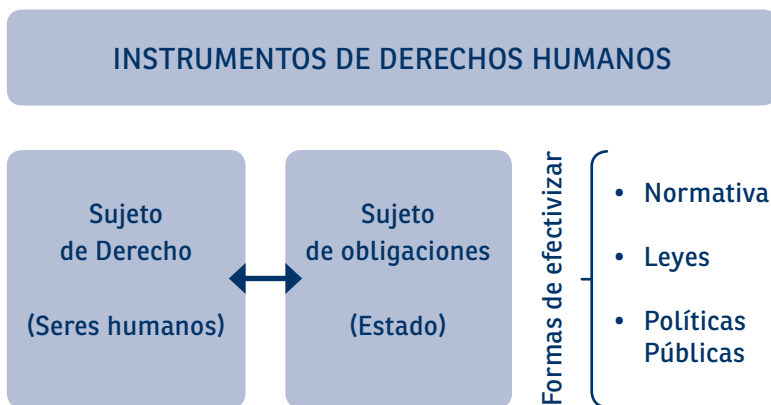 INSTRUMENTOS DE DERECHOS HUMANOS
Sujeto
de Derecho
(Seres humanos)
Sujeto
de obligaciones
(Estado)
Formas de efectivizar
• Normativa
• Leyes
• Políticas
Públicas